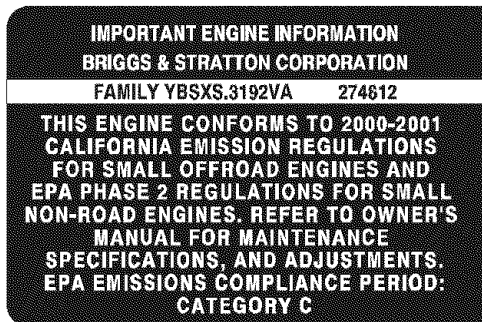 IMPORTANT ENGINE INFORMATION
BRIGGS & STRATTON CORPORATION
FAMILY YBSXS.3192VA 274812
THIS ENGINE CONFORMS TO 2000-2001
CALIFORNIA EMISSION REGULATIONS
FOR SMALL OFFROAD ENGINES AND
EPA PHASE 2 REGULATIONS FOR SMALL
NON-ROAD ENGINES. REFER TO OWNER'S
MANUAL FOR MAINTENANCE
SPECIFICATIONS, AND ADJUSTMENTS.
EPA EMISSIONS COMPLIANCE PERIOD:
CATEGORY C